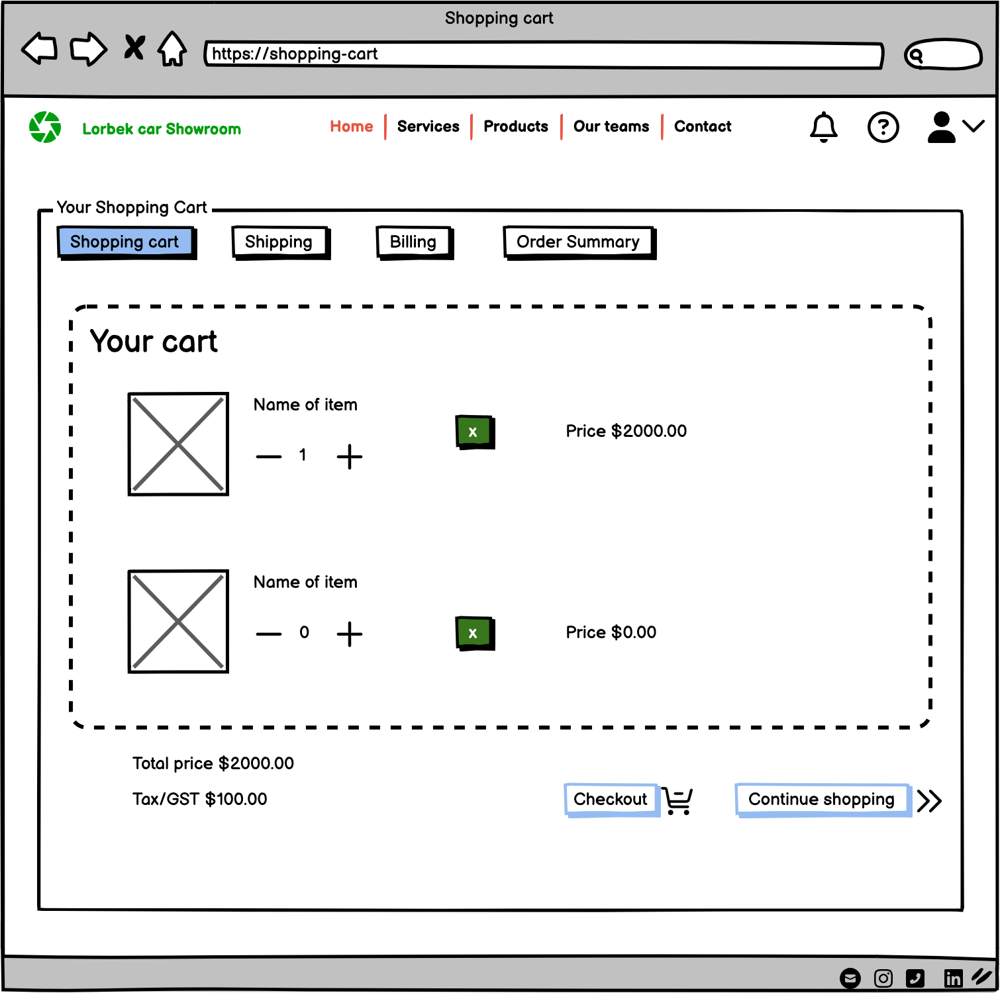 Shopping cart
https://shopping-cart
Lorbek car Showroom
Home Services Products Our teams Contact
?
Your Shopping Cart
Shopping cart Shipping Billing Order Summary
Your cart
Name of item
x Price $2000.00
1
Name of item
0 x Price $0.00
Total price $2000.00
Tax/GST $100.00 Checkout Continue shopping
in